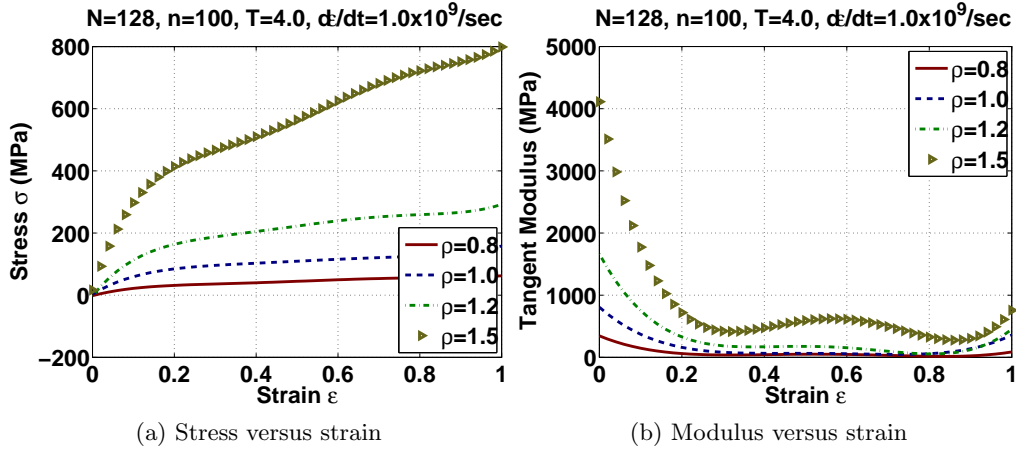 N=128, n=100, T=4.0, dε/dt=1.0x10⁹/sec
800
600
400
200
0
−200
0 0.2 0.4 0.6 0.8 1
Stress σ (MPa)
Strain ε
ρ=0.8
ρ=1.0
ρ=1.2
ρ=1.5
(a) Stress versus strain
N=128, n=100, T=4.0, dε/dt=1.0x10⁹/sec
5000
4000
3000
2000
1000
0
0 0.2 0.4 0.6 0.8 1
Tangent Modulus (MPa)
Strain ε
ρ=0.8
ρ=1.0
ρ=1.2
ρ=1.5
(b) Modulus versus strain